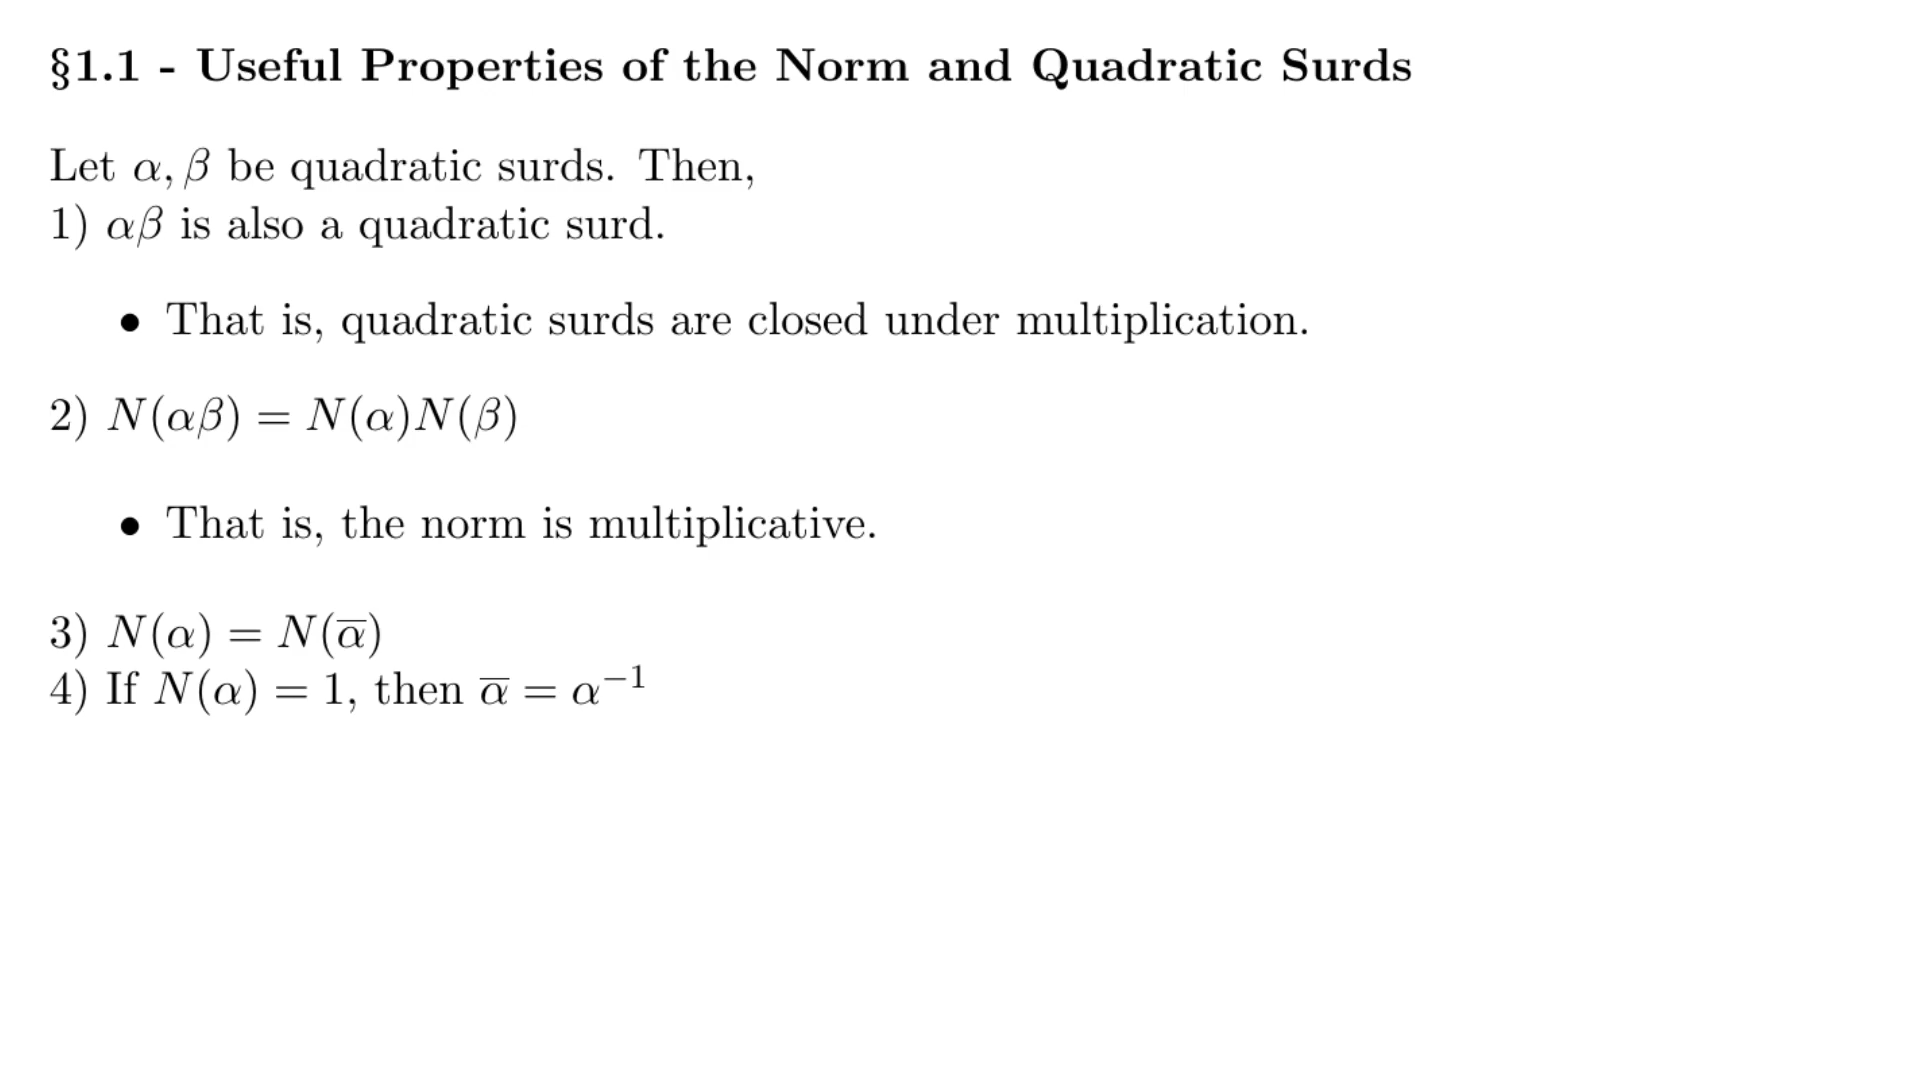 §1.1 - Useful Properties of the Norm and Quadratic Surds
Let α, β be quadratic surds. Then,
1) αβ is also a quadratic surd.
• That is, quadratic surds are closed under multiplication.
2) N(αβ) = N(α)N(β)
• That is, the norm is multiplicative.
3) N(α) = N(α̅)
4) If N(α) = 1, then α̅ = α⁻¹